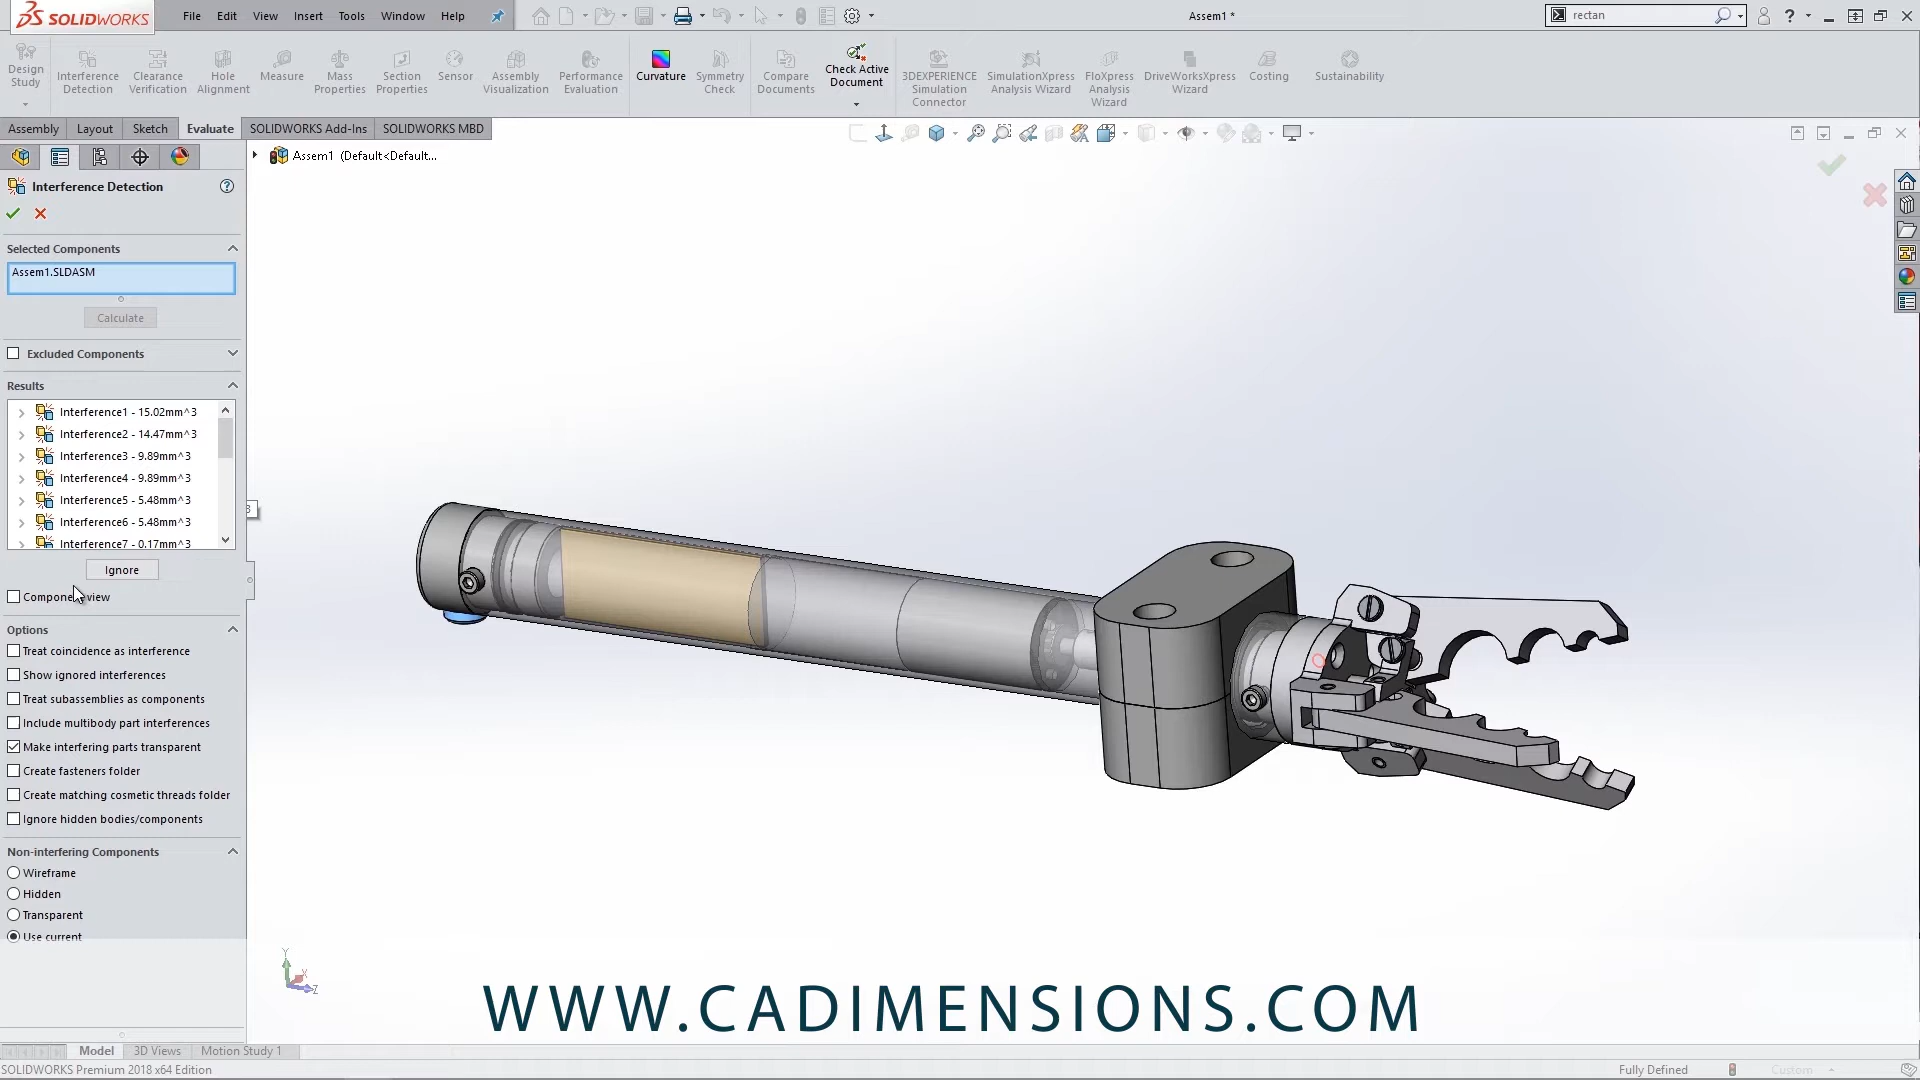 SOLIDWORKS
File Edit View Insert Tools Window Help
Assem1 *
rectan
Design Study
Interference Detection
Clearance Verification
Hole Alignment
Measure
Mass Properties
Section Properties
Sensor
Assembly Visualization
Performance Evaluation
Curvature
Symmetry Check
Compare Documents
Check Active Document
3DEXPERIENCE Simulation Connector
SimulationXpress Analysis Wizard
FloXpress Analysis Wizard
DriveWorksXpress Wizard
Costing
Sustainability
Assembly Layout Sketch Evaluate SOLIDWORKS Add-Ins SOLIDWORKS MBD
Assem1 (Default<Default...
Interference Detection
Selected Components
Assem1.SLDASM
Calculate
Excluded Components
Results
Interference1 - 15.02mm^3
Interference2 - 14.47mm^3
Interference3 - 9.89mm^3
Interference4 - 9.89mm^3
Interference5 - 5.48mm^3
Interference6 - 5.48mm^3
Interference7 - 0.17mm^3
3
Ignore
view
Options
Treat coincidence as interference
Show ignored interferences
Treat subassemblies as components
Include multibody part interferences
Make interfering parts transparent
Create fasteners folder
Create matching cosmetic threads folder
Ignore hidden bodies/components
Non-interfering Components
Wireframe
Hidden
Transparent
Use current
Y
X
Z
WWW.CADIMENSIONS.COM
Model 3D Views Motion Study 1
SOLIDWORKS Premium 2018 x64 Edition
Fully Defined
Custom